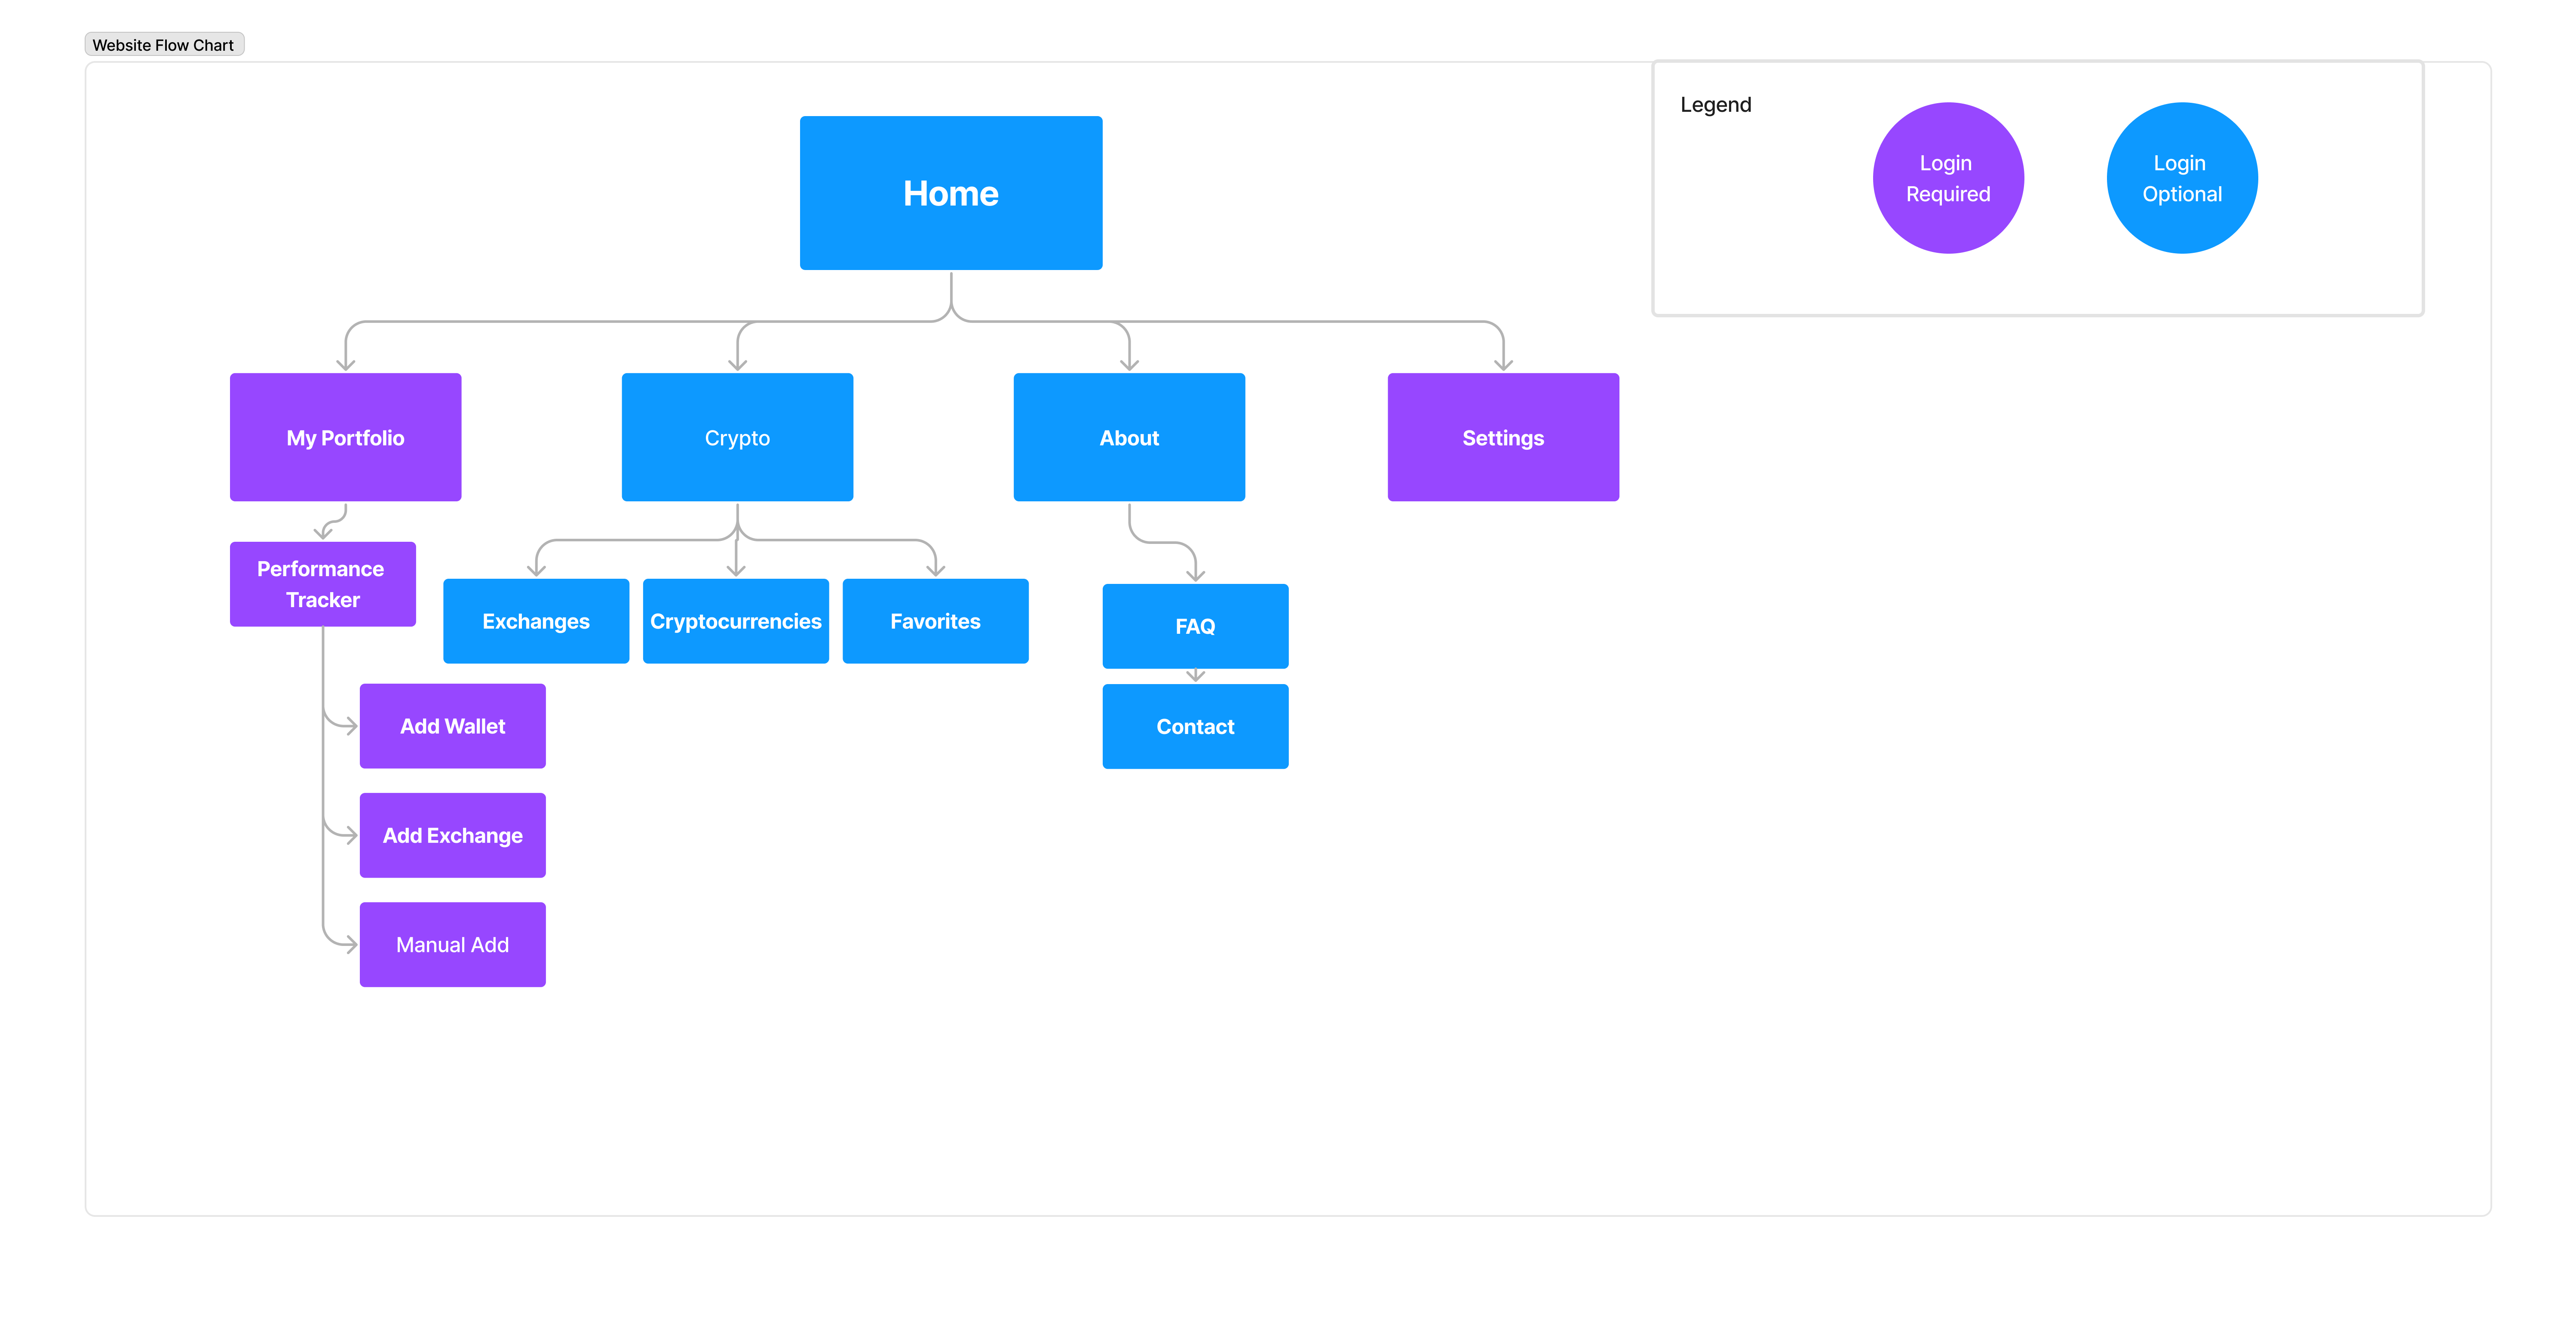 Website Flow Chart
Legend
Login
Required
Login
Optional
Home
My Portfolio
Crypto
About
Settings
Performance
Tracker
Exchanges
Cryptocurrencies
Favorites
FAQ
Add Wallet
Contact
Add Exchange
Manual Add